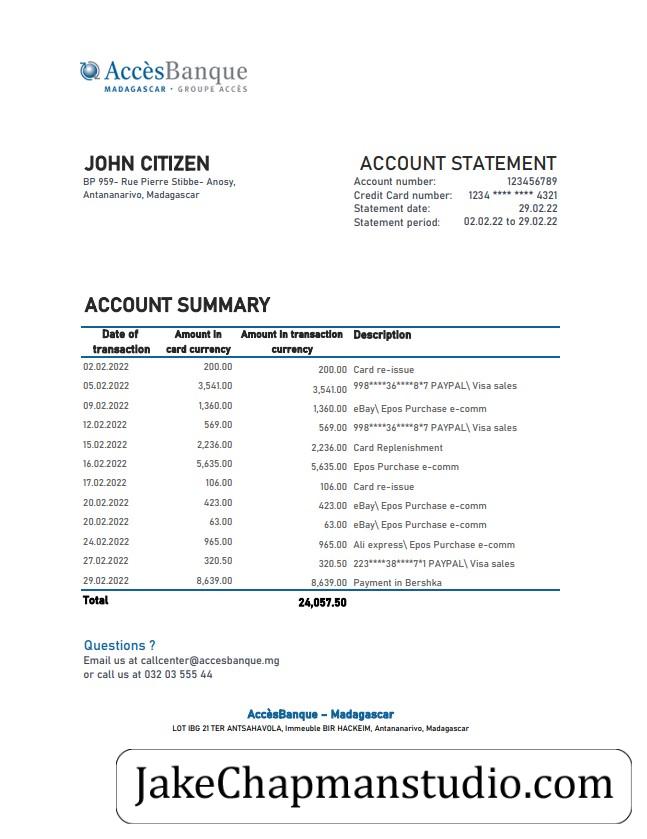 AccèsBanque
MADAGASCAR · GROUPE ACCÈS
JOHN CITIZEN
BP 959- Rue Pierre Stibbe- Anosy,
Antananarivo, Madagascar
ACCOUNT STATEMENT
Account number: 123456789
Credit Card number: 1234 **** **** 4321
Statement date: 29.02.22
Statement period: 02.02.22 to 29.02.22
ACCOUNT SUMMARY
Date of transaction Amount in card currency Amount in transaction currency Description
02.02.2022 200.00 200.00 Card re-issue
05.02.2022 3,541.00 3,541.00 998****36****8*7 PAYPAL\ Visa sales
09.02.2022 1,360.00 1,360.00 eBay\ Epos Purchase e-comm
12.02.2022 569.00 569.00 998****36****8*7 PAYPAL\ Visa sales
15.02.2022 2,236.00 2,236.00 Card Replenishment
16.02.2022 5,635.00 5,635.00 Epos Purchase e-comm
17.02.2022 106.00 106.00 Card re-issue
20.02.2022 423.00 423.00 eBay\ Epos Purchase e-comm
20.02.2022 63.00 63.00 eBay\ Epos Purchase e-comm
24.02.2022 965.00 965.00 Ali express\ Epos Purchase e-comm
27.02.2022 320.50 320.50 223****38****7*1 PAYPAL\ Visa sales
29.02.2022 8,639.00 8,639.00 Payment in Bershka
Total 24,057.50
Questions ?
Email us at callcenter@accesbanque.mg
or call us at 032 03 555 44
AccèsBanque – Madagascar
LOT IBG 21 TER ANTSAHAVOLA, Immeuble BIR HACKEIM, Antananarivo, Madagascar
JakeChapmanstudio.com